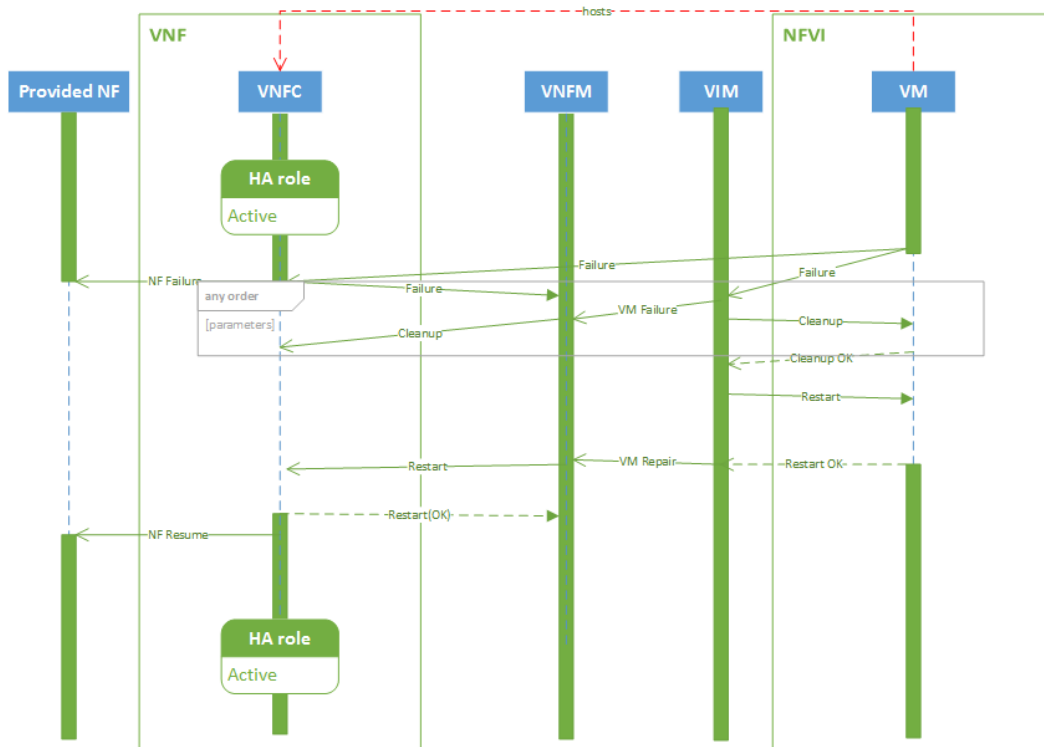 hosts
VNF
NFVI
Provided NF
VNFC
VNFM
VIM
VM
HA role
Active
Failure
NF Failure
Failure
Failure
any order
VM Failure
[parameters]
Cleanup
Cleanup
Cleanup OK
Restart
Restart
VM Repair
Restart OK
Restart(OK)
NF Resume
HA role
Active